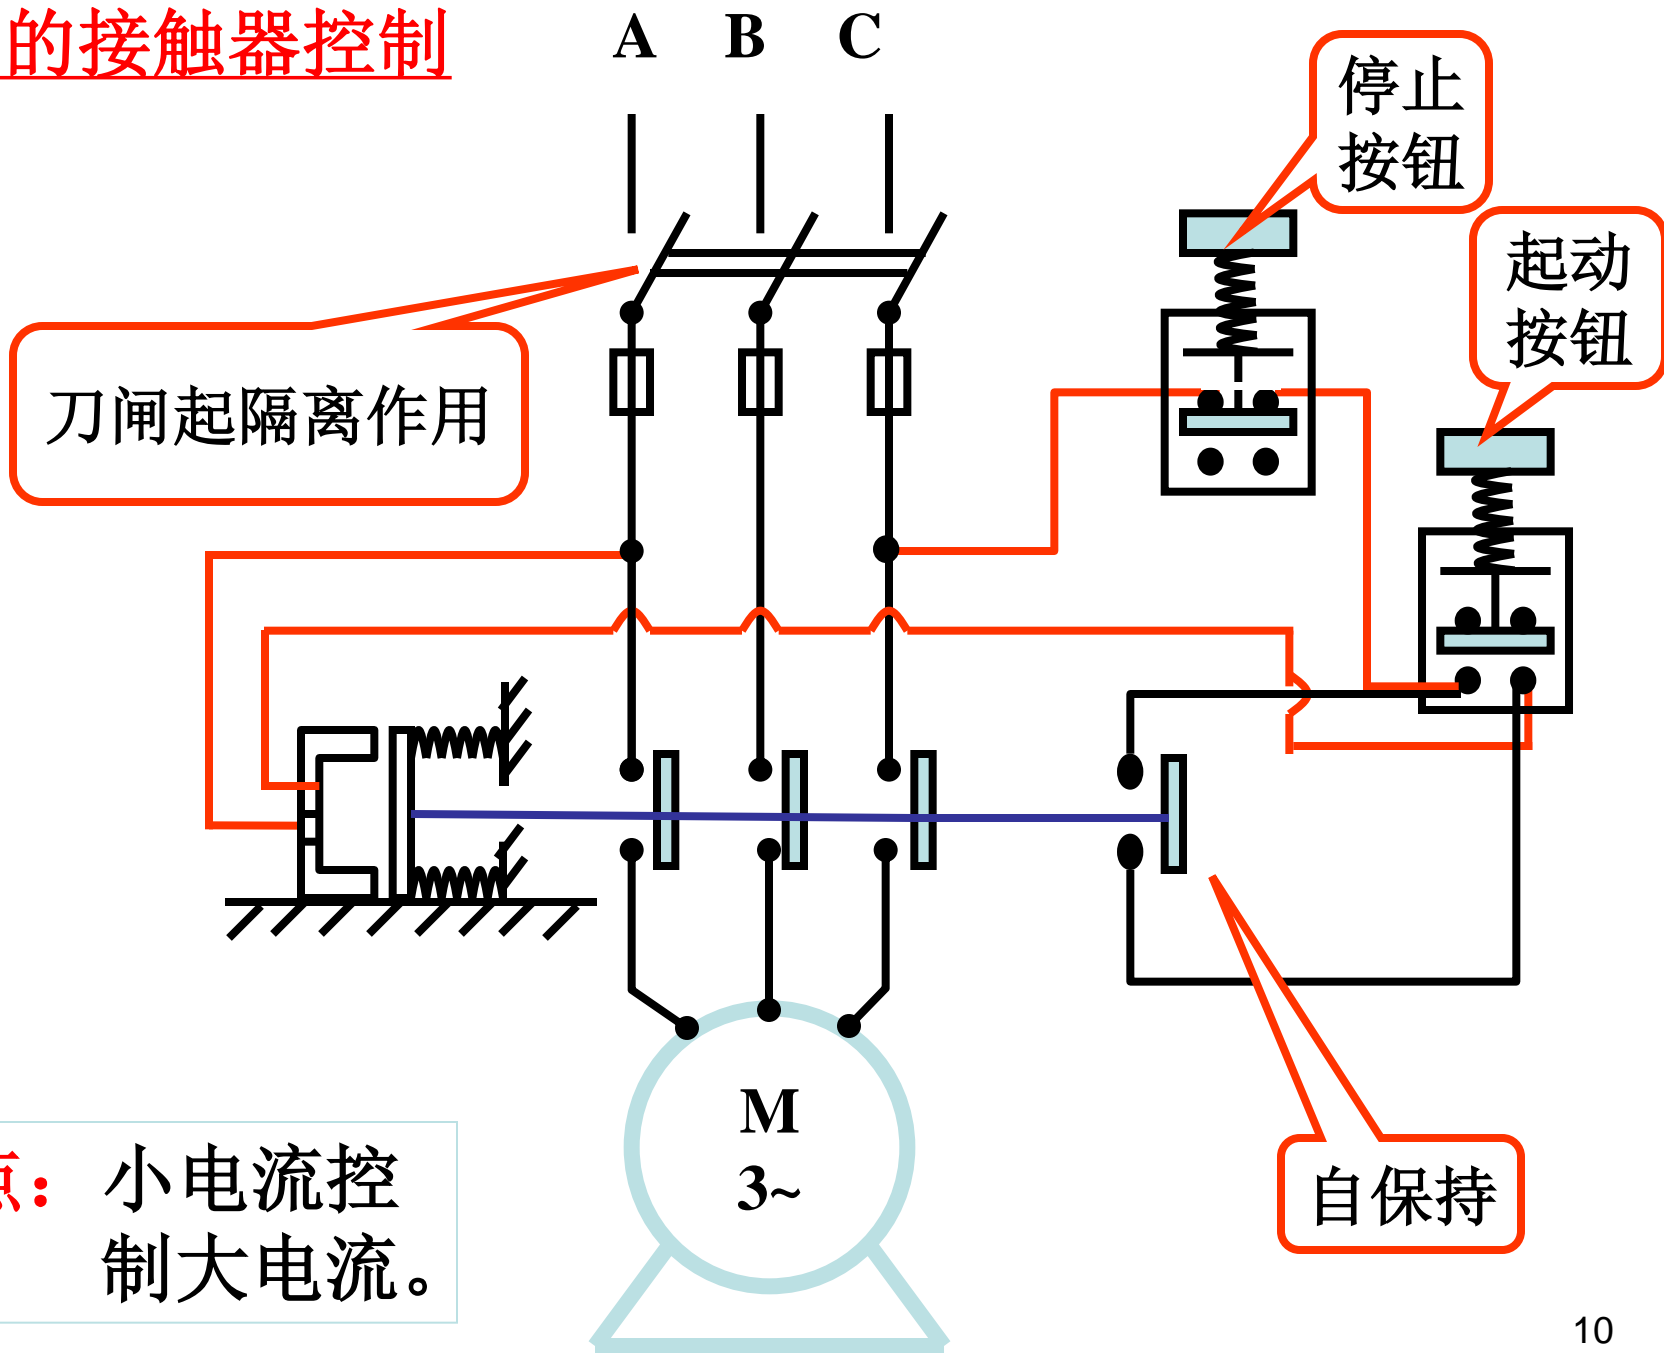 的接触器控制
A B C
停止
按钮
起动
按钮
刀闸起隔离作用
M
3~
点：小电流控
制大电流。
自保持
10